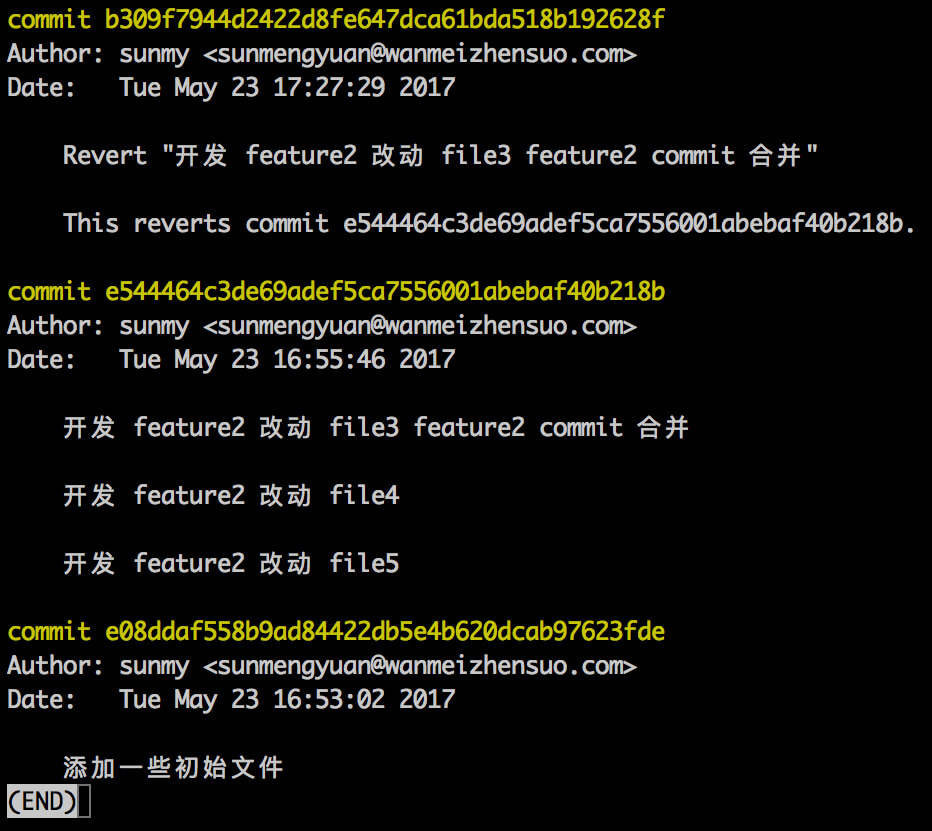 commit b309f7944d2422d8fe647dca61bda518b192628f
Author: sunmy <sunmengyuan@wanmeizhensuo.com>
Date:   Tue May 23 17:27:29 2017
Revert "开发 feature2 改动 file3 feature2 commit 合并"
This reverts commit e544464c3de69adef5ca7556001abebaf40b218b.
commit e544464c3de69adef5ca7556001abebaf40b218b
Author: sunmy <sunmengyuan@wanmeizhensuo.com>
Date:   Tue May 23 16:55:46 2017
开发 feature2 改动 file3 feature2 commit 合并
开发 feature2 改动 file4
开发 feature2 改动 file5
commit e08ddaf558b9ad84422db5e4b620dcab97623fde
Author: sunmy <sunmengyuan@wanmeizhensuo.com>
Date:   Tue May 23 16:53:02 2017
添加一些初始文件
(END)